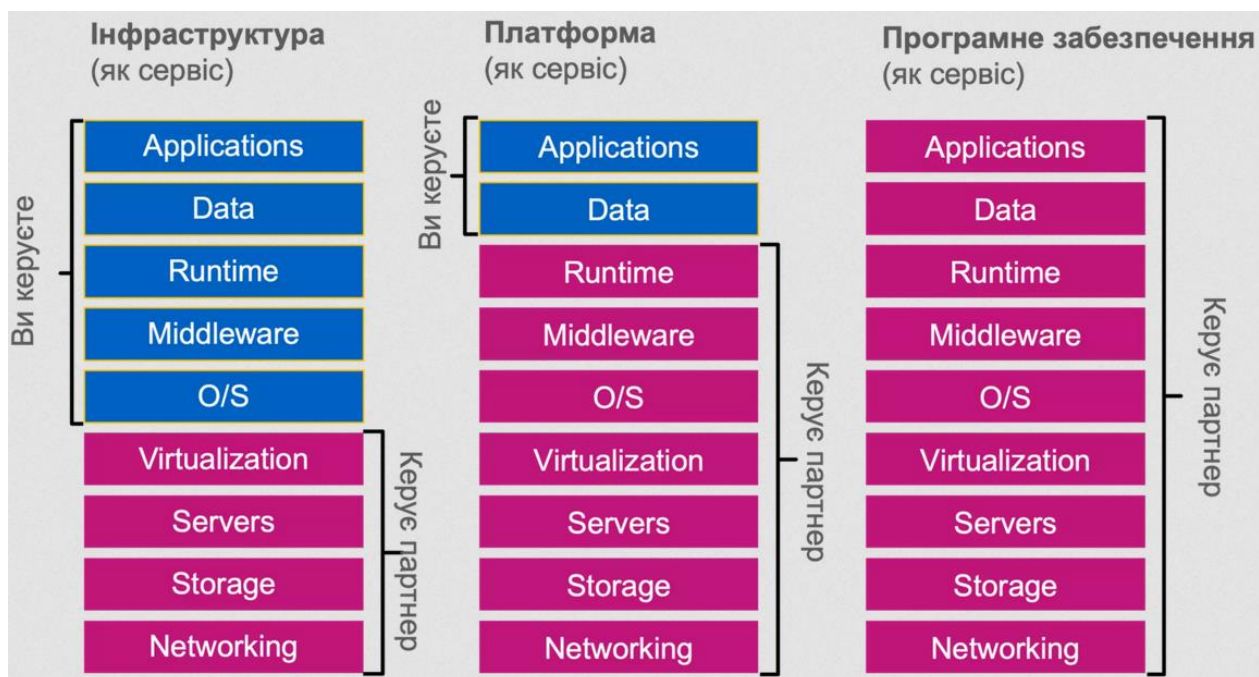 Інфраструктура
(як сервіс)
Ви керуєте
Applications
Data
Runtime
Middleware
O/S
Virtualization
Servers
Storage
Networking
Керує партнер
Платформа
(як сервіс)
Ви керуєте
Applications
Data
Runtime
Middleware
O/S
Virtualization
Servers
Storage
Networking
Керує партнер
Програмне забезпечення
(як сервіс)
Applications
Data
Runtime
Middleware
O/S
Virtualization
Servers
Storage
Networking
Керує партнер